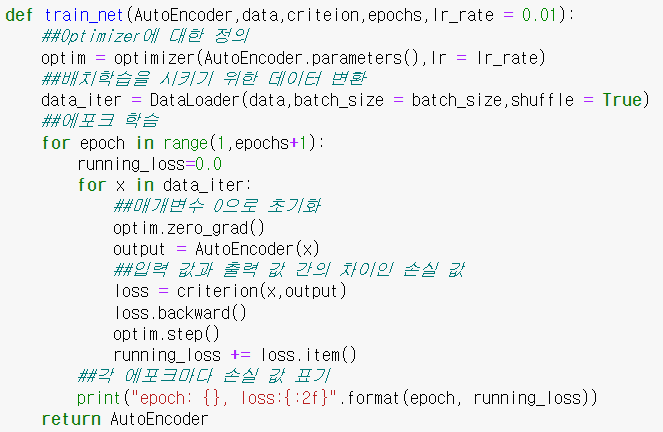 def train_net(AutoEncoder,data,criteion,epochs,lr_rate = 0.01):
    ##Optimizer에 대한 정의
    optim = optimizer(AutoEncoder.parameters(),lr = lr_rate)
    ##배치학습을 시키기 위한 데이터 변환
    data_iter = DataLoader(data,batch_size = batch_size,shuffle = True)
    ##에포크 학습
    for epoch in range(1,epochs+1):
        running_loss=0.0
        for x in data_iter:
            ##매개변수 0으로 초기화
            optim.zero_grad()
            output = AutoEncoder(x)
            ##입력 값과 출력 값 간의 차이인 손실 값
            loss = criterion(x,output)
            loss.backward()
            optim.step()
            running_loss += loss.item()
        ##각 에포크마다 손실 값 표기
        print("epoch: {}, loss:{:2f}".format(epoch, running_loss))
    return AutoEncoder